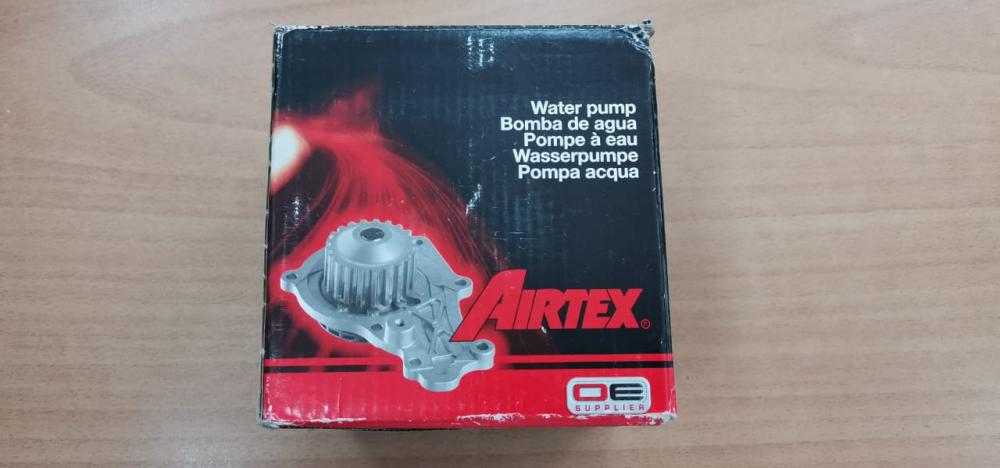 Water pump
Bomba de agua
Pompe à eau
Wasserpumpe
Pompa acqua
AIRTEX®
OE
SUPPLIER